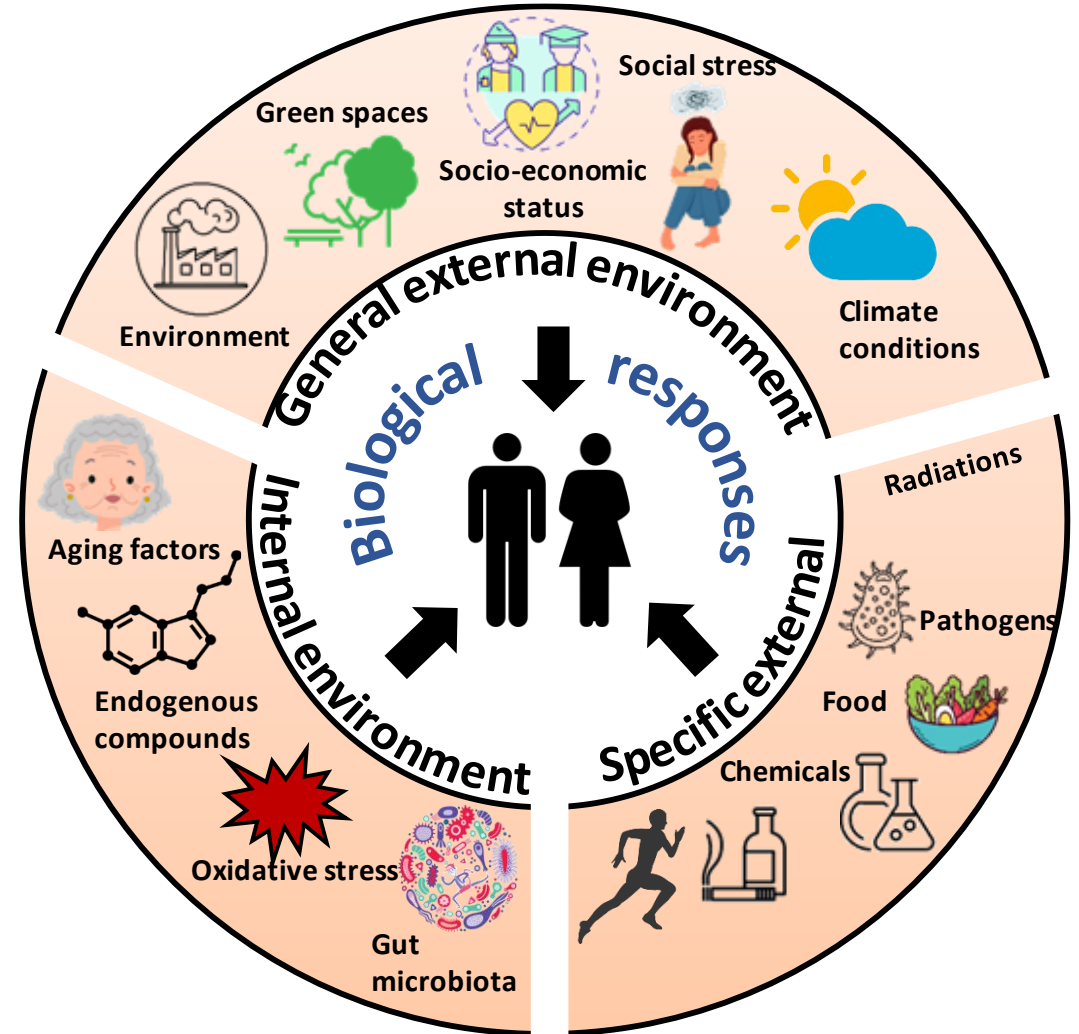 Social stress
Green spaces
Socio-economic
status
Environment
Climate
conditions
General external environment
Biological responses
Radiations
Aging factors
Internal environment
Specific external
Pathogens
Endogenous
compounds
Food
Chemicals
Oxidative stress
Gut
microbiota